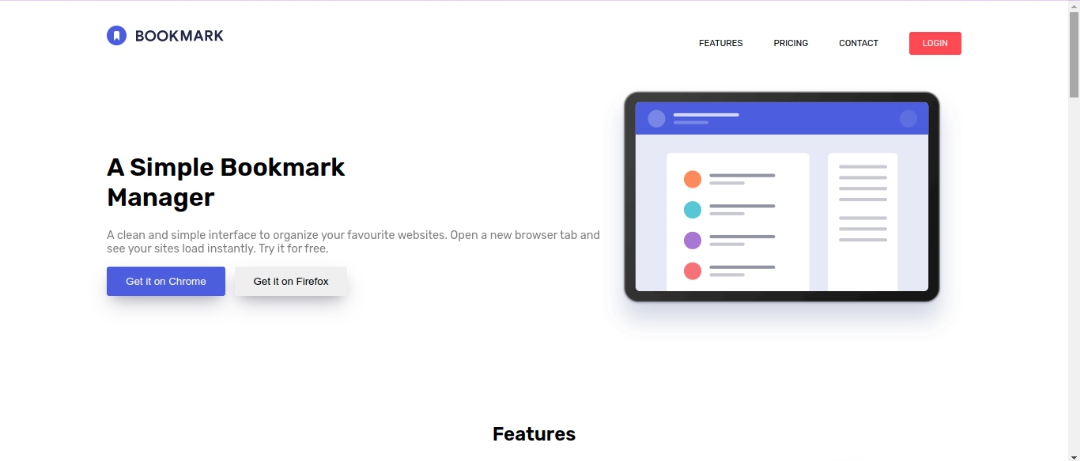 BOOKMARK
FEATURES PRICING CONTACT LOGIN
A Simple Bookmark
Manager
A clean and simple interface to organize your favourite websites. Open a new browser tab and
see your sites load instantly. Try it for free.
Get it on Chrome Get it on Firefox
Features